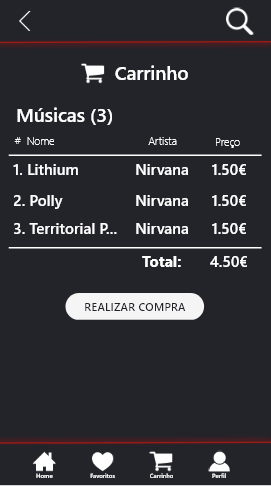 Carrinho
Músicas (3)
# Nome Artista Preço
1. Lithium Nirvana 1.50€
2. Polly Nirvana 1.50€
3. Territorial P... Nirvana 1.50€
Total: 4.50€
REALIZAR COMPRA
Home Favoritos Carrinho Perfil